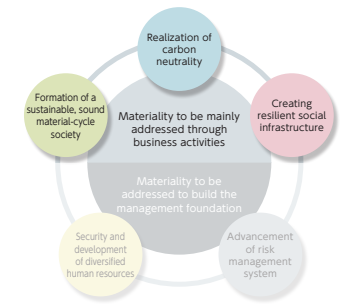 Realization of
carbon
neutrality
Formation of a
sustainable, sound
material-cycle
society
Materiality to be mainly
addressed through
business activities
Creating
resilient social
infrastructure
Materiality to be
addressed to build the
management foundation
Security and
development
of diversified
human resources
Advancement
of risk
management
system